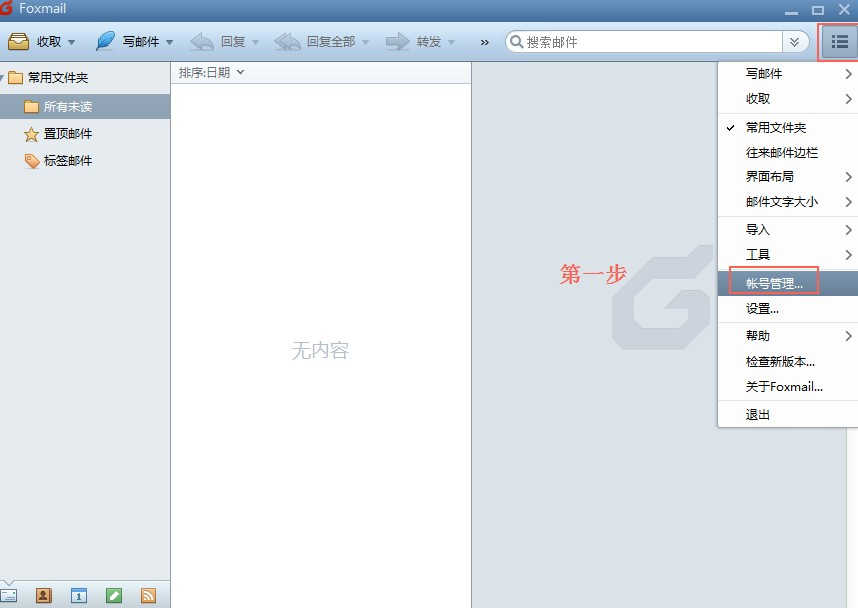 Foxmail
收取 写邮件 回复 回复全部 转发 » 搜索邮件
常用文件夹
所有未读
置顶邮件
标签邮件
排序:日期
无内容
第一步
写邮件
收取
常用文件夹
往来邮件边栏
界面布局
邮件文字大小
导入
工具
帐号管理...
设置...
帮助
检查新版本...
关于Foxmail...
退出
1